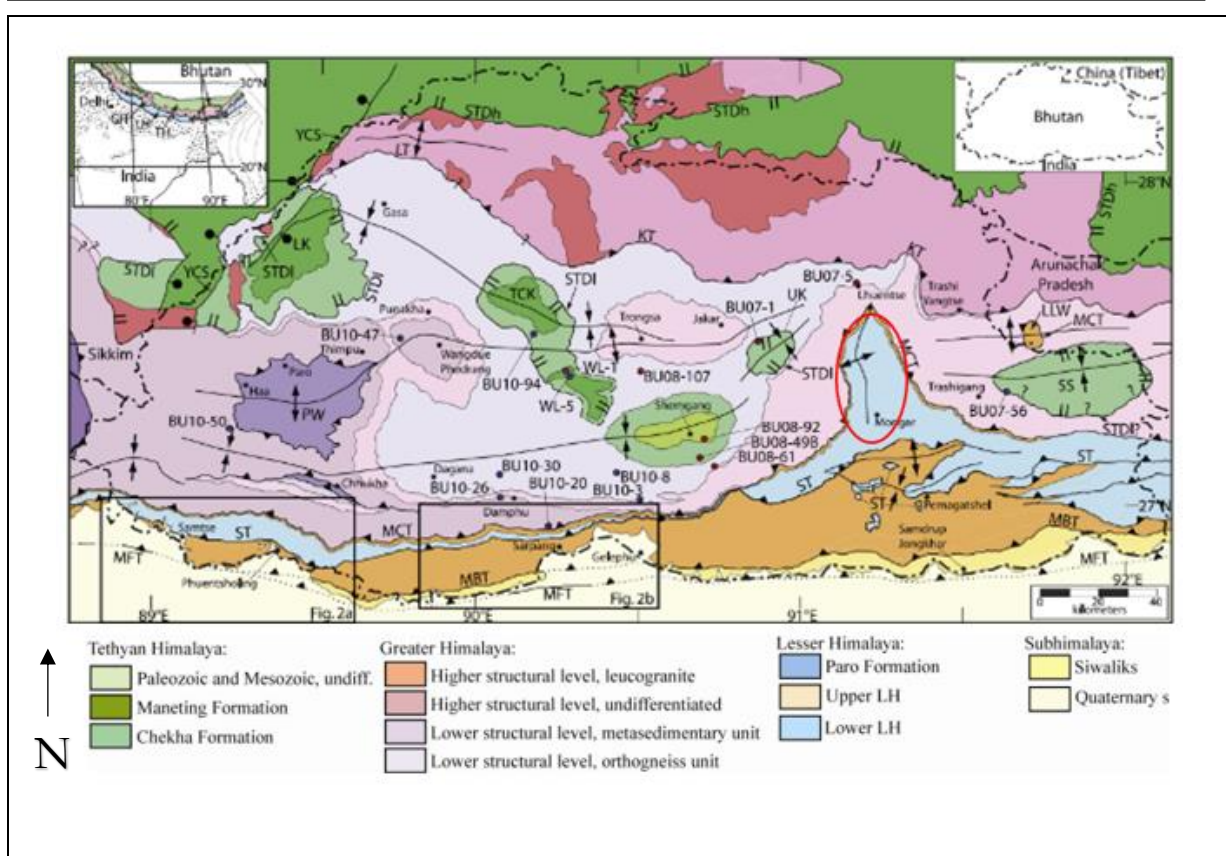 Bhutan
30°N
Delhi
20°N
India
80°E
90°E
China (Tibet)
Bhutan
India
YCS
STDh
STDh
LT
28°N
STDh
Gasa
LK
STDI
STDI
YCS
STDI
KT
KT
Arunachal
Pradesh
BU07-5
Lhuentse
Trashi
Yangtse
TCK
STDI
BU07-1
UK
LLW
MCT
Punakha
Trongsa
Jakar
BU10-47
Thimpu
Wangdue
Phodrang
Sikkim
Paro
Haa
PW
BU10-94
WL-1
WL-5
BU08-107
STDI
MCT
Trashigang
SS
BU07-56
BU10-50
Shemgang
BU08-92
BU08-49B
BU08-61
Mongar
STDI?
Dagana
BU10-30
BU10-20
BU10-26
BU10-8
BU10-3
Chhukha
Damphu
ST
ST
ST
Pemagatshel
27°N
Samtse
ST
MCT
Sarpang
Gelephu
Samdrup
Jongkhar
MBT
MFT
Phuentsholing
MBT
MFT
MFT
Fig. 2a
Fig. 2b
89°E
90°E
91°E
92°E
0 20 40
kilometers
Tethyan Himalaya:
Paleozoic and Mesozoic, undiff.
Maneting Formation
Chekha Formation
Greater Himalaya:
Higher structural level, leucogranite
Higher structural level, undifferentiated
Lower structural level, metasedimentary unit
Lower structural level, orthogneiss unit
Lesser Himalaya:
Paro Formation
Upper LH
Lower LH
Subhimalaya:
Siwaliks
Quaternary s
N